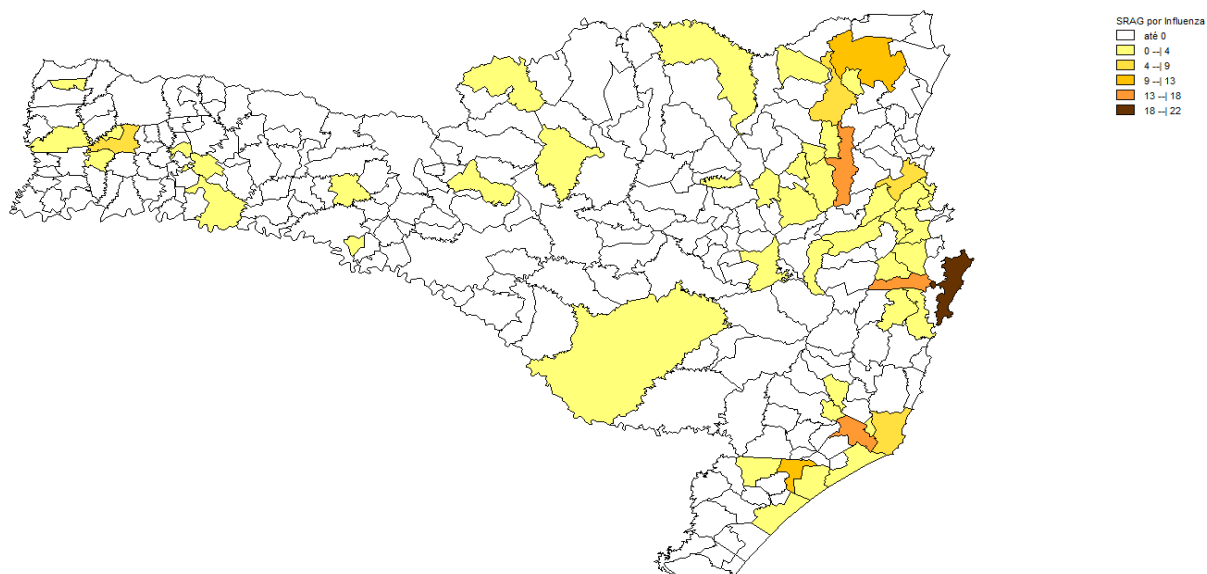 SRAG por Influenza
até 0
0 --| 4
4 --| 9
9 --| 13
13 --| 18
18 --| 22